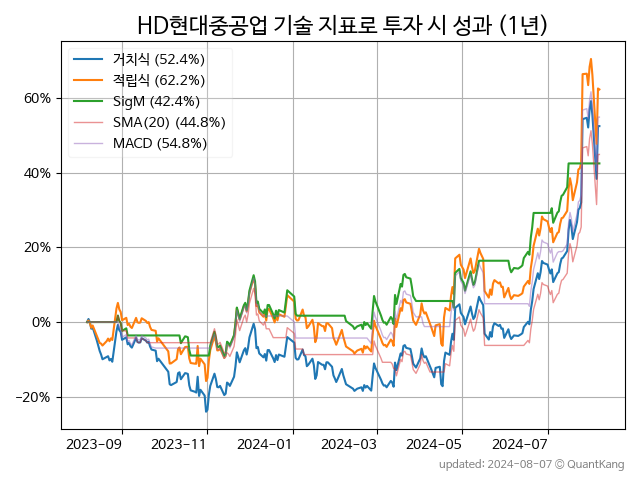 HD현대중공업 기술 지표로 투자 시 성과 (1년)
거치식 (52.4%)
적립식 (62.2%)
SigM (42.4%)
SMA(20) (44.8%)
MACD (54.8%)
60%
40%
20%
0%
−20%
2023-09 2023-11 2024-01 2024-03 2024-05 2024-07
updated: 2024-08-07 © QuantKang